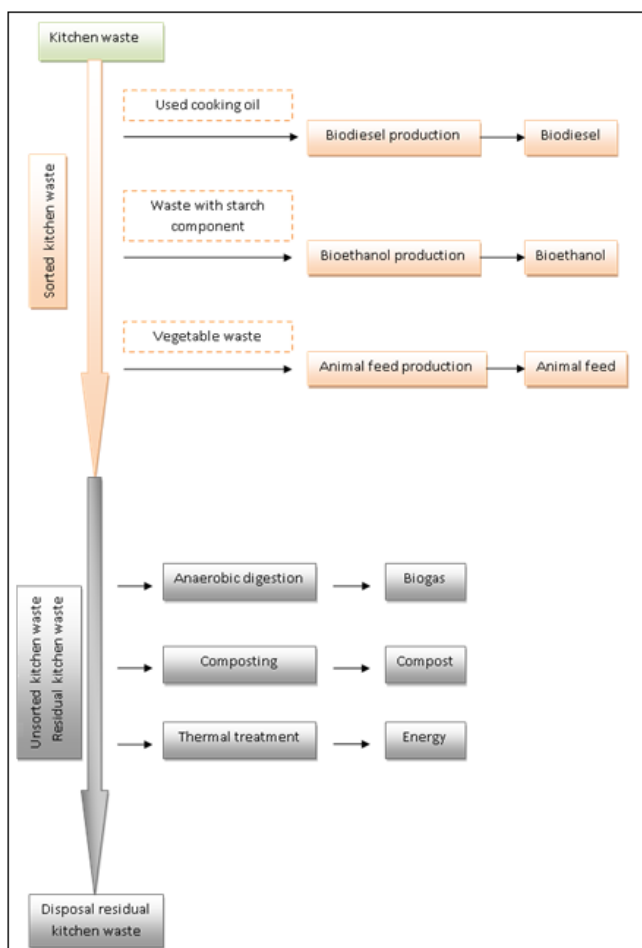 Kitchen waste
Used cooking oil
Biodiesel production
Biodiesel
Sorted kitchen waste
Waste with starch
component
Bioethanol production
Bioethanol
Vegetable waste
Animal feed production
Animal feed
Unsorted kitchen waste
Residual kitchen waste
Anaerobic digestion
Biogas
Composting
Compost
Thermal treatment
Energy
Disposal residual
kitchen waste